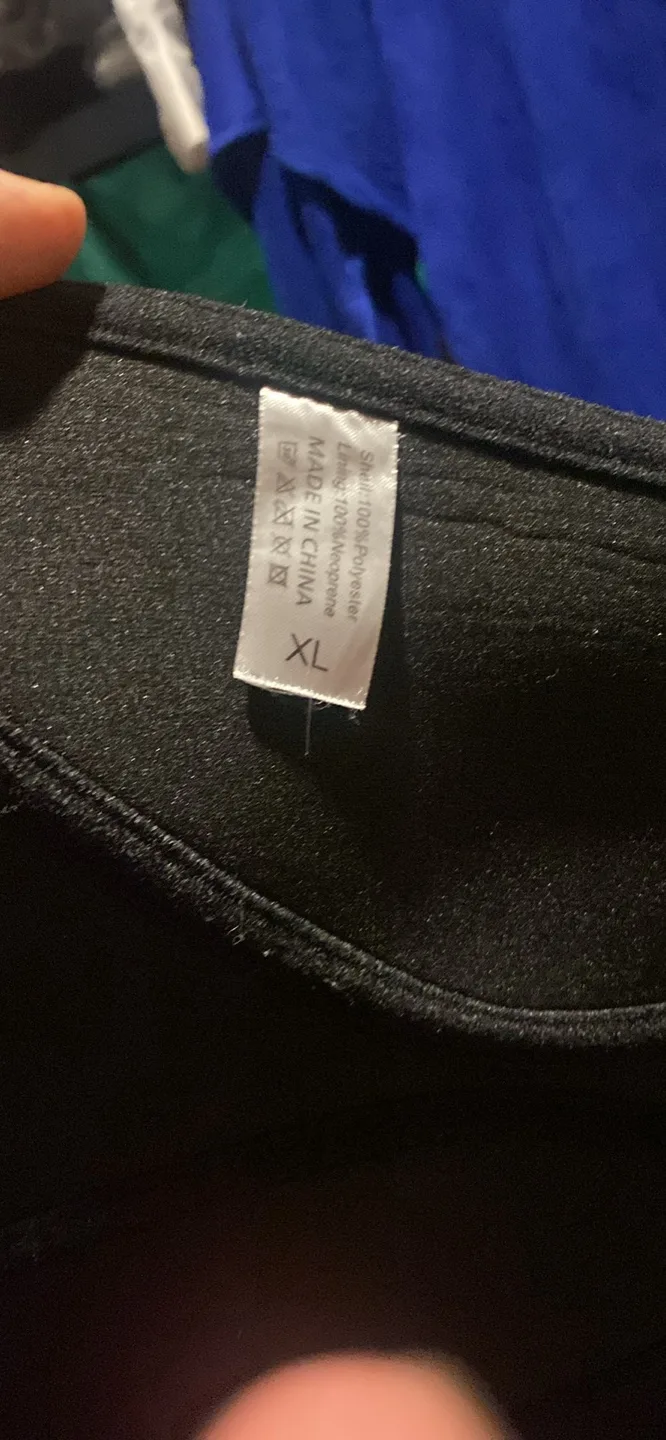 Shell:100%Polyester
Lining:100%Neoprene
MADE IN CHINA
XL